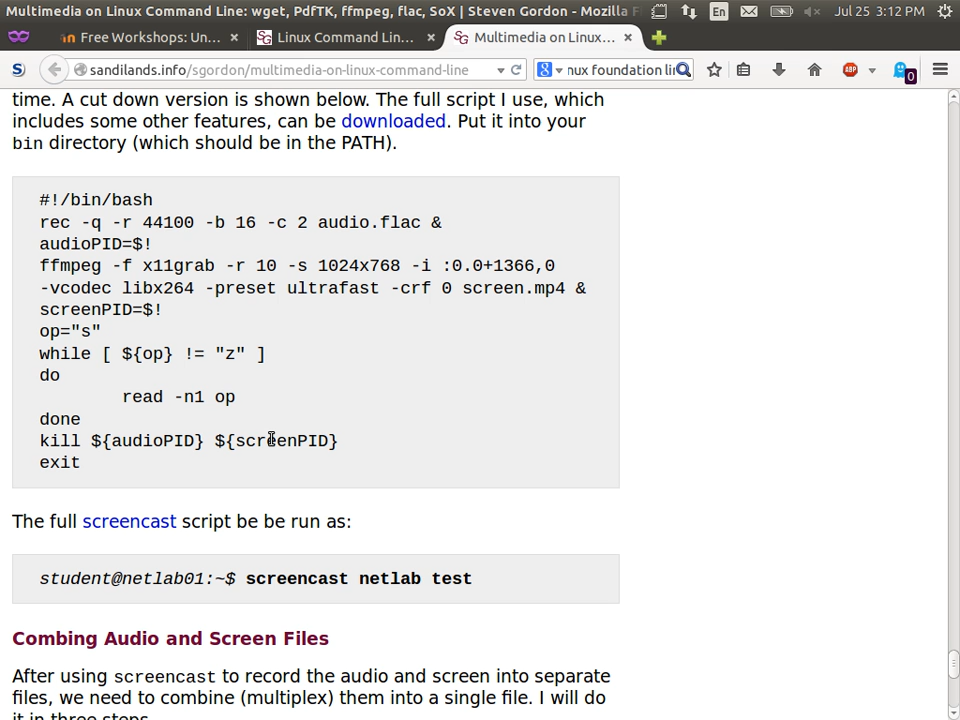 Multimedia on Linux Command Line: wget, PdfTK, ffmpeg, flac, SoX | Steven Gordon - Mozilla F
En
Jul 25 3:12 PM
Free Workshops: Un...
Linux Command Lin...
Multimedia on Linux...
sandilands.info/sgordon/multimedia-on-linux-command-line
nux foundation li
ABP
0
time. A cut down version is shown below. The full script I use, which
includes some other features, can be downloaded. Put it into your
bin directory (which should be in the PATH).
#!/bin/bash
rec -q -r 44100 -b 16 -c 2 audio.flac &
audioPID=$!
ffmpeg -f x11grab -r 10 -s 1024x768 -i :0.0+1366,0
-vcodec libx264 -preset ultrafast -crf 0 screen.mp4 &
screenPID=$!
op="s"
while [ ${op} != "z" ]
do
read -n1 op
done
kill ${audioPID} ${screenPID}
exit
The full screencast script be be run as:
student@netlab01:~$ screencast netlab test
Combing Audio and Screen Files
After using screencast to record the audio and screen into separate
files, we need to combine (multiplex) them into a single file. I will do
it in three steps